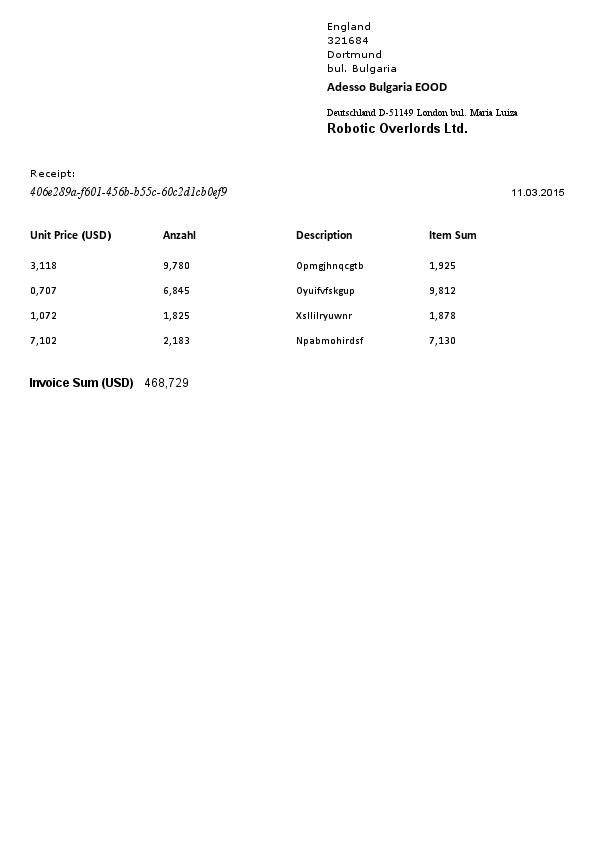 England
321684
Dortmund
bul. Bulgaria
Adesso Bulgaria EOOD
Deutschland D-51149 London bul. Maria Luiza
Robotic Overlords Ltd.
Receipt:
406e289a-f601-456b-b55c-60c2d1cb0ef9 11.03.2015
Unit Price (USD) Anzahl Description Item Sum
3,118 9,780 Opmgjhnqcgtb 1,925
0,707 6,845 Oyuifvfskgup 9,812
1,072 1,825 Xsllilryuwnr 1,878
7,102 2,183 Npabmohirdsf 7,130
Invoice Sum (USD) 468,729